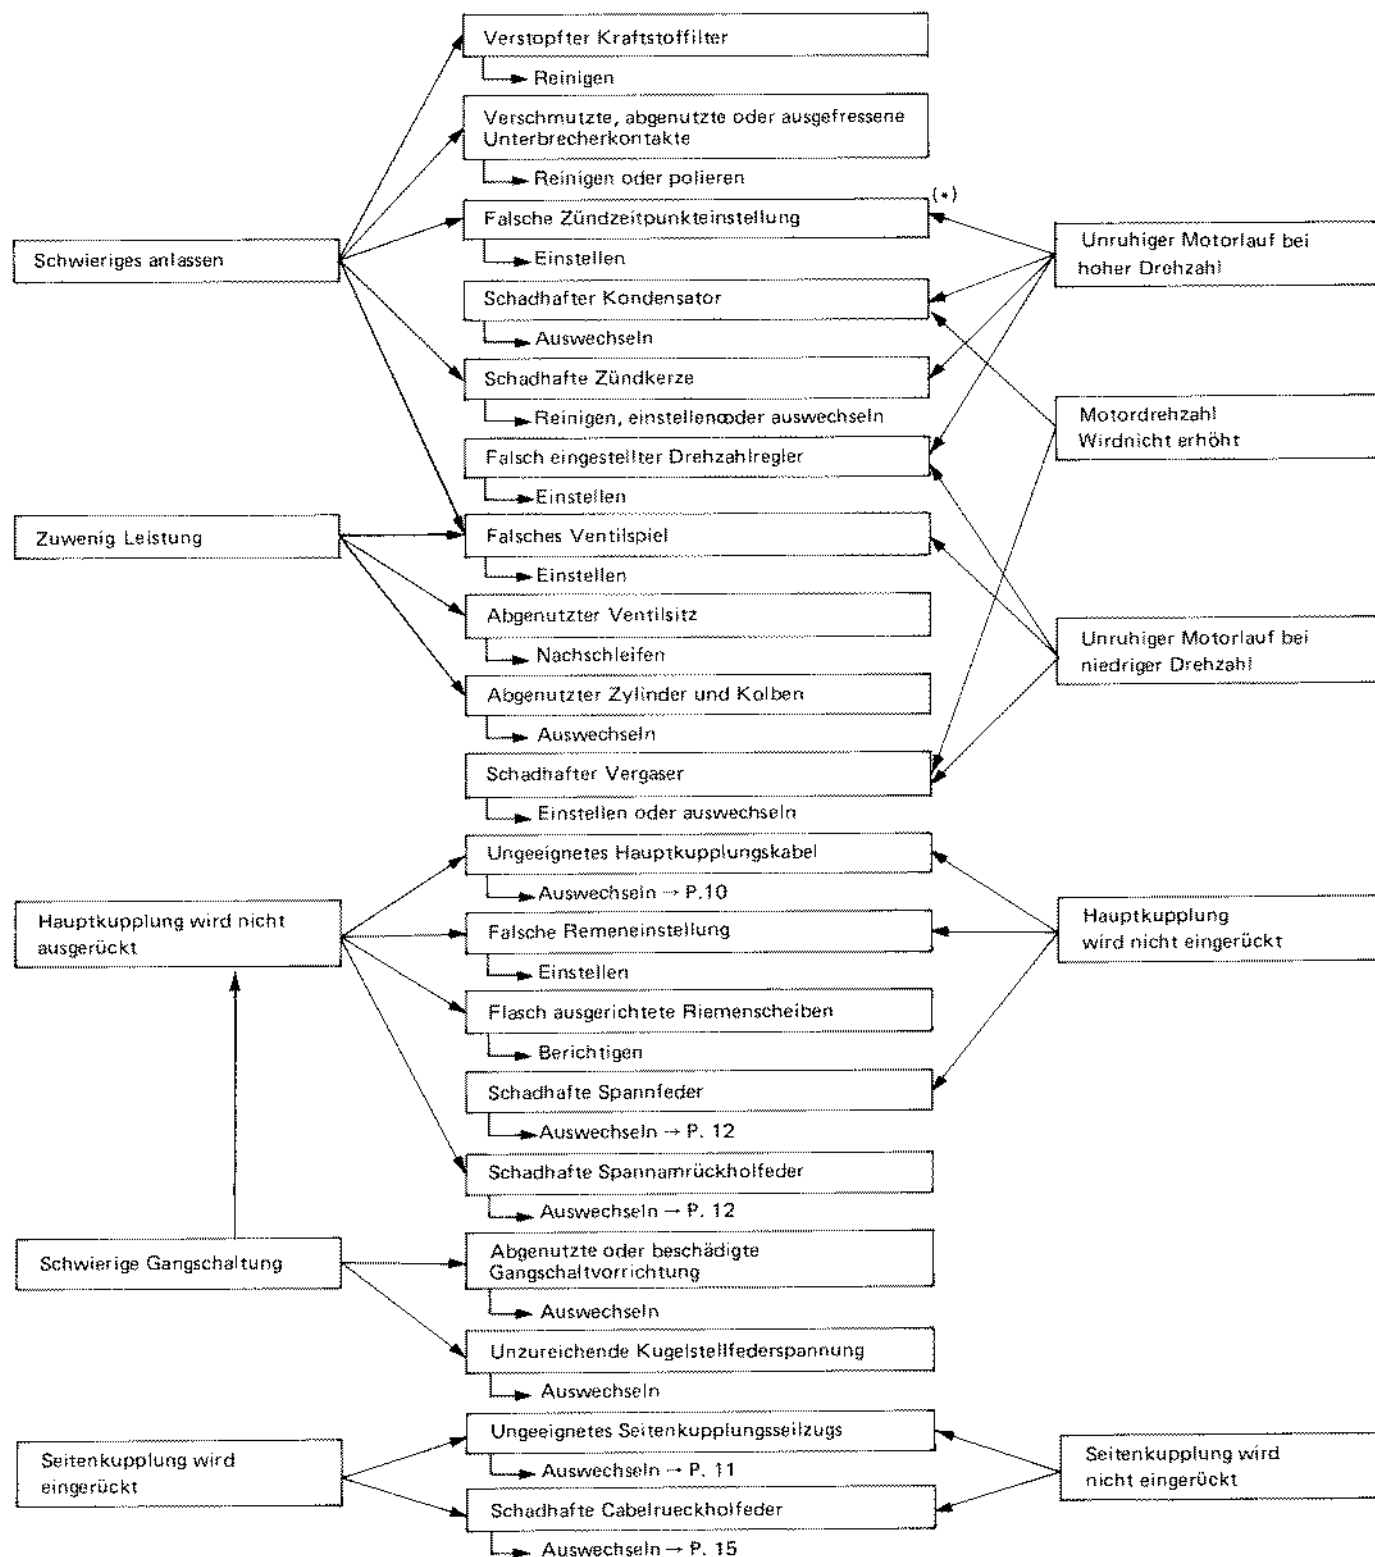 Verstopfter Kraftstoffilter
Reinigen
Verschmutzte, abgenutzte oder ausgefressene
Unterbrecherkontakte
Reinigen oder polieren
(*)
Falsche Zündzeitpunkteinstellung
Einstellen
Schwieriges anlassen
Unruhiger Motorlauf bei
hoher Drehzahl
Schadhafter Kondensator
Auswechseln
Schadhafte Zündkerze
Reinigen, einstellen oder auswechseln
Motordrehzahl
Wirdnicht erhöht
Falsch eingestellter Drehzahlregler
Einstellen
Zuwenig Leistung
Falsches Ventilspiel
Einstellen
Abgenutzter Ventilsitz
Nachschleifen
Unruhiger Motorlauf bei
niedriger Drehzahl
Abgenutzter Zylinder und Kolben
Auswechseln
Schadhafter Vergaser
Einstellen oder auswechseln
Ungeeignetes Hauptkupplungskabel
Auswechseln → P.10
Hauptkupplung wird nicht
ausgerückt
Falsche Remeneinstellung
Einstellen
Hauptkupplung
wird nicht eingerückt
Flasch ausgerichtete Riemenscheiben
Berichtigen
Schadhafte Spannfeder
Auswechseln → P. 12
Schadhafte Spannamrückholfeder
Auswechseln → P. 12
Schwierige Gangschaltung
Abgenutzte oder beschädigte
Gangschaltvorrichtung
Auswechseln
Unzureichende Kugelstellfederspannung
Auswechseln
Seitenkupplung wird
eingerückt
Ungeeignetes Seitenkupplungsseilzugs
Auswechseln → P. 11
Seitenkupplung wird
nicht eingerückt
Schadhafte Cabelrueckholfeder
Auswechseln → P. 15